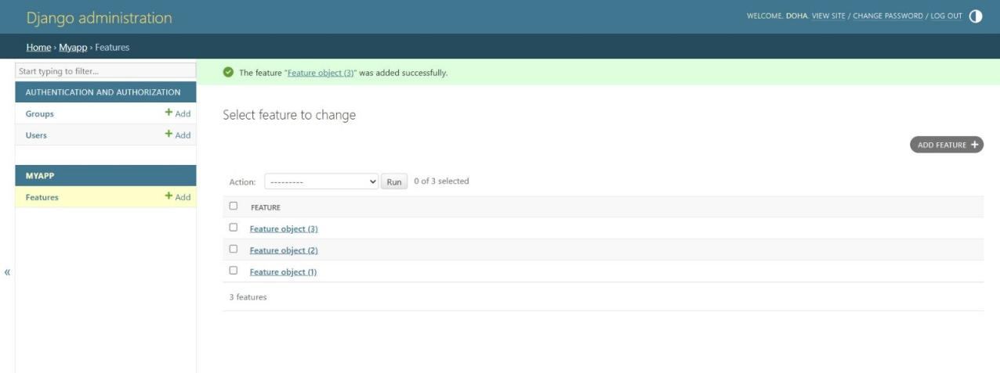 Django administration
WELCOME, DOHA. VIEW SITE / CHANGE PASSWORD / LOG OUT
Home › Myapp › Features
Start typing to filter...
The feature "Feature object (3)" was added successfully.
AUTHENTICATION AND AUTHORIZATION
Groups + Add
Users + Add
MYAPP
Features + Add
«
Select feature to change
ADD FEATURE +
Action: --------- Run 0 of 3 selected
FEATURE
Feature object (3)
Feature object (2)
Feature object (1)
3 features